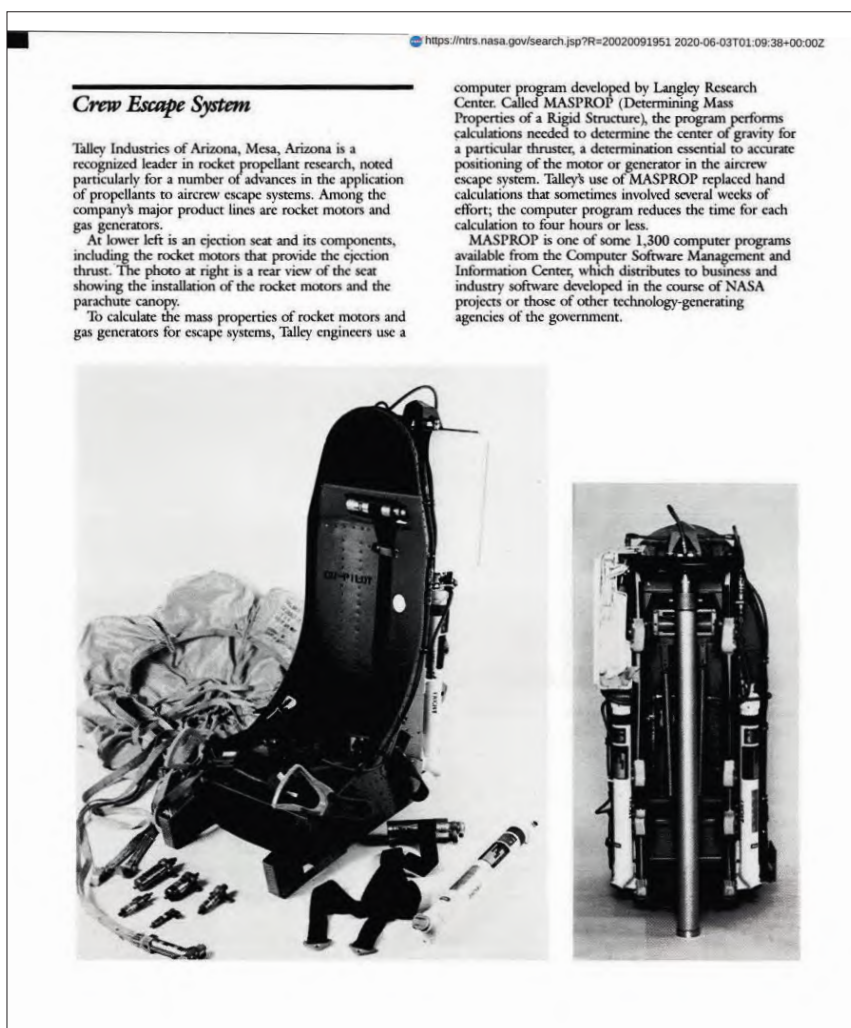 https://ntrs.nasa.gov/search.jsp?R=20020091951 2020-06-03T01:09:38+00:00Z
Crew Escape System
Talley Industries of Arizona, Mesa, Arizona is a
recognized leader in rocket propellant research, noted
particularly for a number of advances in the application
of propellants to aircrew escape systems. Among the
company's major product lines are rocket motors and
gas generators.
At lower left is an ejection seat and its components,
including the rocket motors that provide the ejection
thrust. The photo at right is a rear view of the seat
showing the installation of the rocket motors and the
parachute canopy.
To calculate the mass properties of rocket motors and
gas generators for escape systems, Talley engineers use a
computer program developed by Langley Research
Center. Called MASPROP (Determining Mass
Properties of a Rigid Structure), the program performs
calculations needed to determine the center of gravity for
a particular thruster, a determination essential to accurate
positioning of the motor or generator in the aircrew
escape system. Talley's use of MASPROP replaced hand
calculations that sometimes involved several weeks of
effort; the computer program reduces the time for each
calculation to four hours or less.
MASPROP is one of some 1,300 computer programs
available from the Computer Software Management and
Information Center, which distributes to business and
industry software developed in the course of NASA
projects or those of other technology-generating
agencies of the government.
CO-PILOT